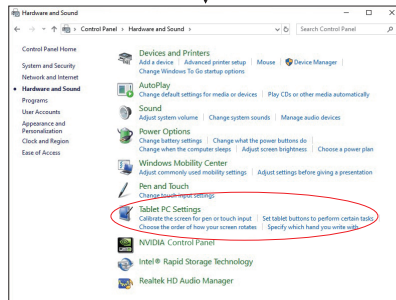 Hardware and Sound
Control Panel › Hardware and Sound ›
Search Control Panel
Control Panel Home
System and Security
Network and Internet
Hardware and Sound
Programs
User Accounts
Appearance and
Personalization
Clock and Region
Ease of Access
Devices and Printers
Add a device | Advanced printer setup | Mouse | Device Manager |
Change Windows To Go startup options
AutoPlay
Change default settings for media or devices | Play CDs or other media automatically
Sound
Adjust system volume | Change system sounds | Manage audio devices
Power Options
Change battery settings | Change what the power buttons do |
Change when the computer sleeps | Adjust screen brightness | Choose a power plan
Windows Mobility Center
Adjust commonly used mobility settings | Adjust settings before giving a presentation
Pen and Touch
Change touch input settings
Tablet PC Settings
Calibrate the screen for pen or touch input | Set tablet buttons to perform certain tasks
Choose the order of how your screen rotates | Specify which hand you write with
NVIDIA Control Panel
Intel® Rapid Storage Technology
Realtek HD Audio Manager